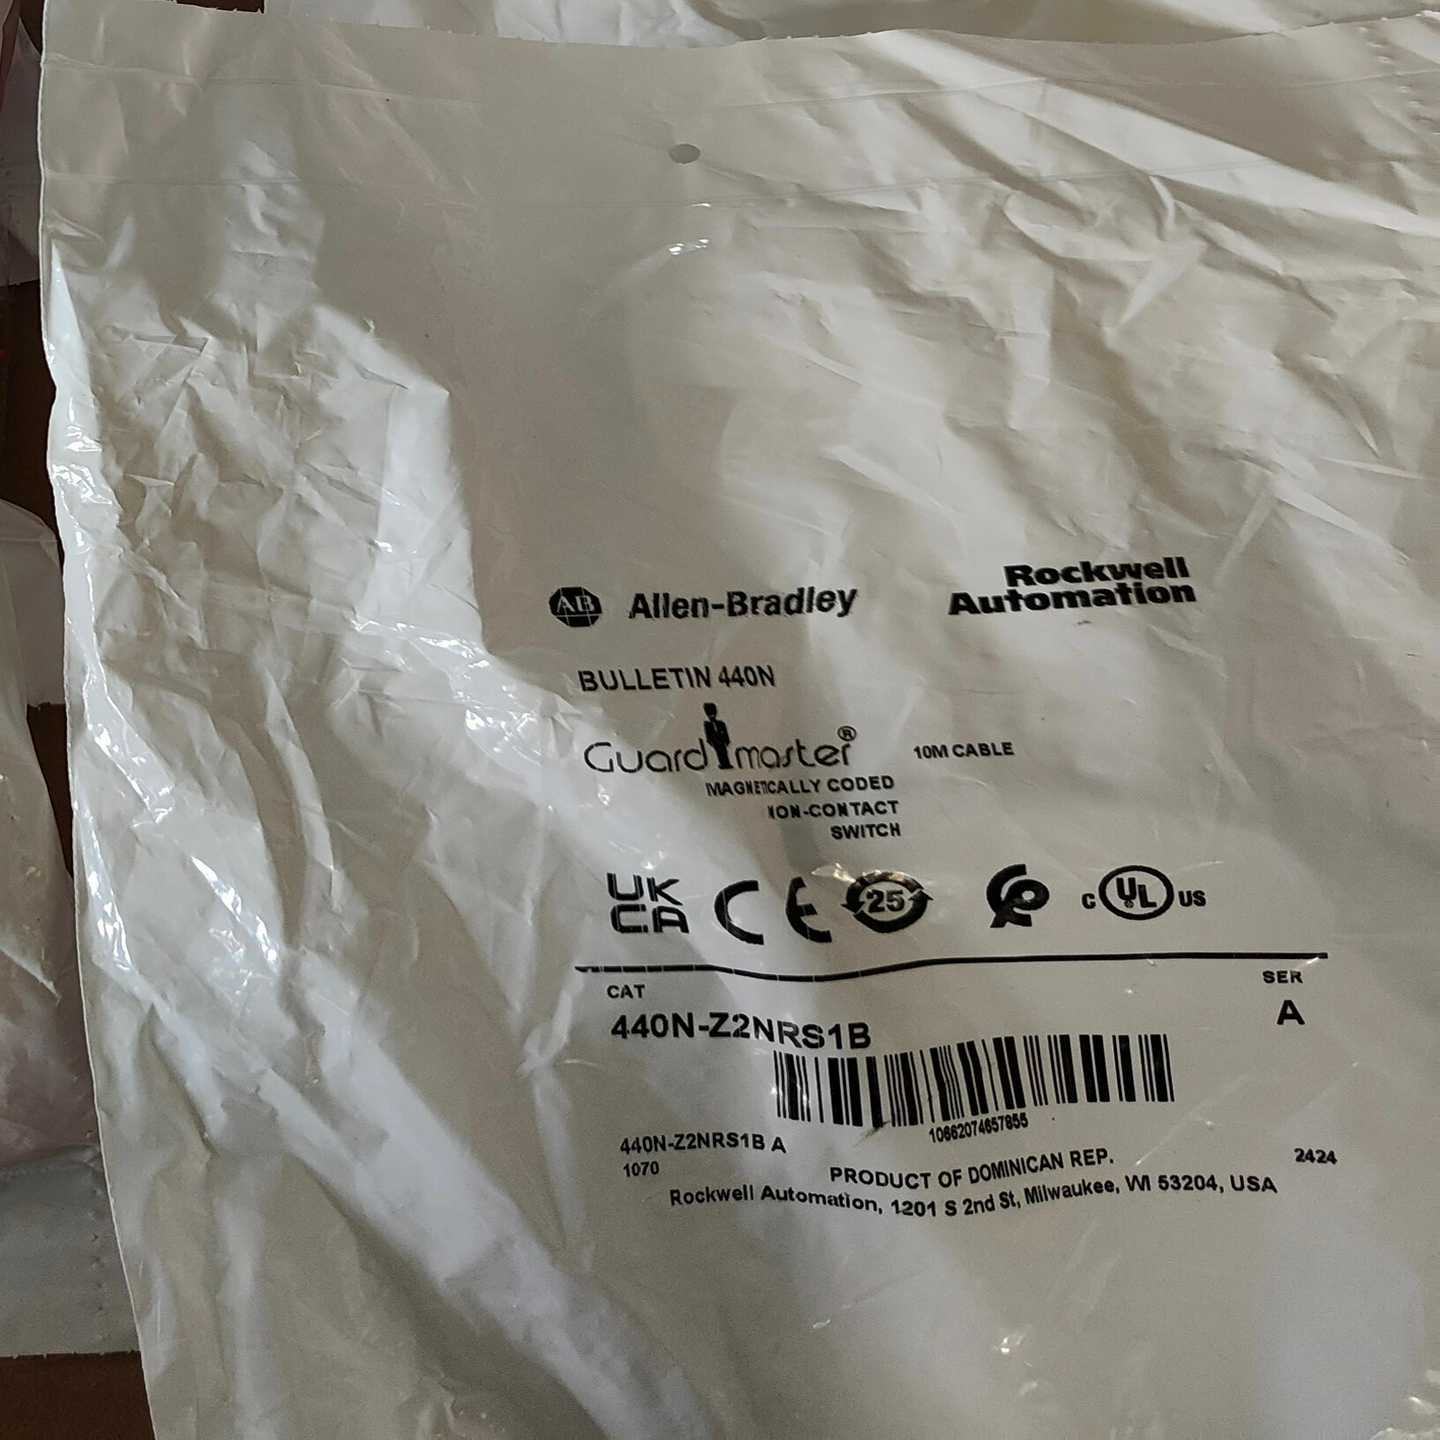 AB Allen-Bradley
Rockwell
Automation
BULLETIN 440N
Guardmaster®
10M CABLE
MAGNETICALLY CODED
NON-CONTACT
SWITCH
UK
CA CE 25 c UL US
CAT
SER
440N-Z2NRS1B
A
10662074657855
440N-Z2NRS1B A
1070
PRODUCT OF DOMINICAN REP.
2424
Rockwell Automation, 1201 S 2nd St, Milwaukee, WI 53204, USA